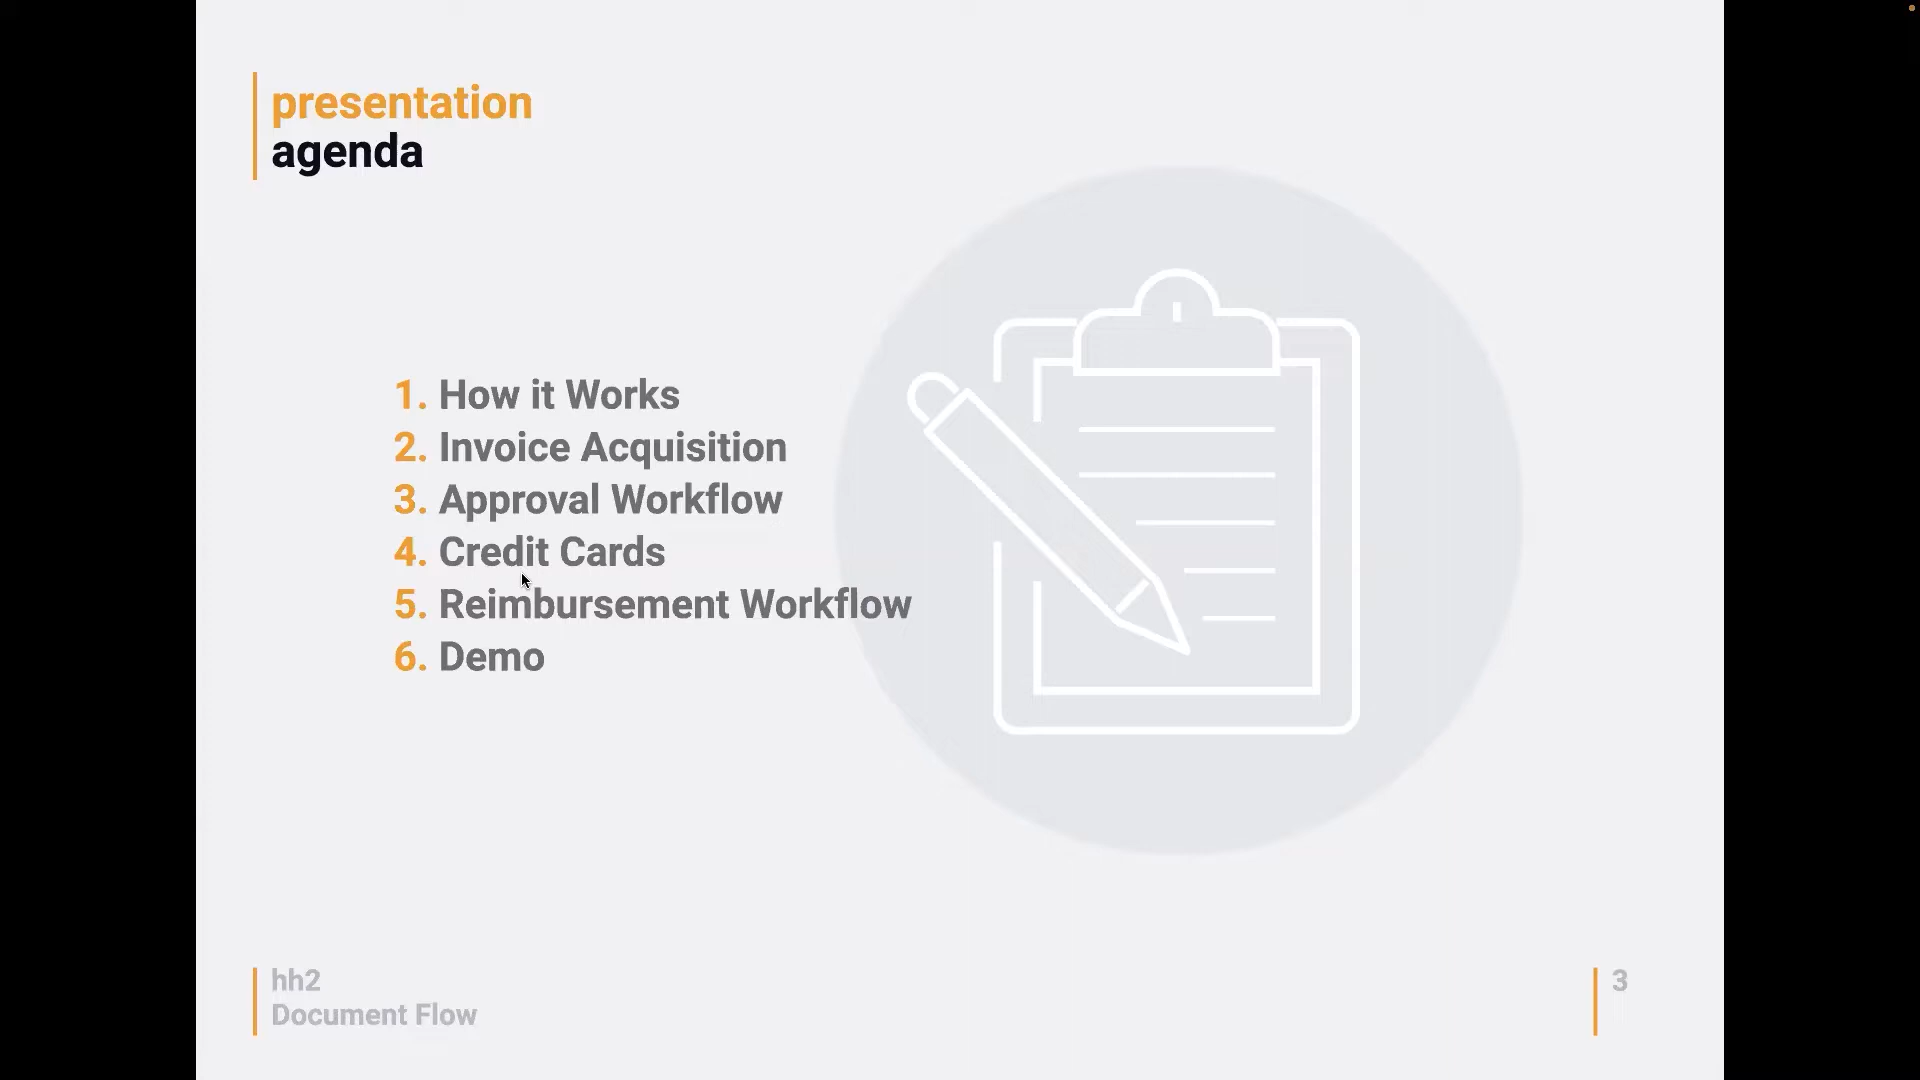 presentation
agenda
1. How it Works
2. Invoice Acquisition
3. Approval Workflow
4. Credit Cards
5. Reimbursement Workflow
6. Demo
hh2
Document Flow
3